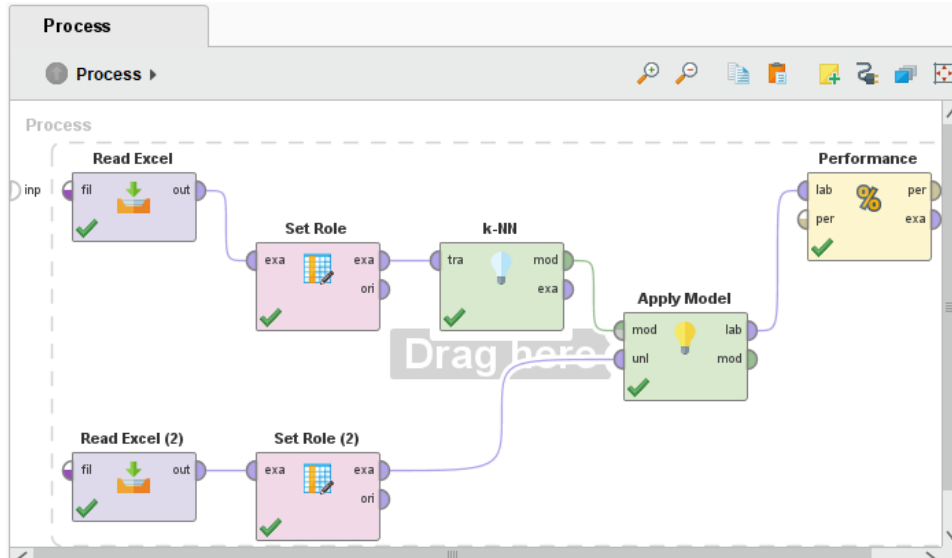 Process
Process
Process
Read Excel
Performance
inp
fil out
lab per
per exa
Set Role
k-NN
exa exa
ori
tra mod
exa
Apply Model
mod lab
unl mod
Drag here
Read Excel (2)
Set Role (2)
fil out
exa exa
ori